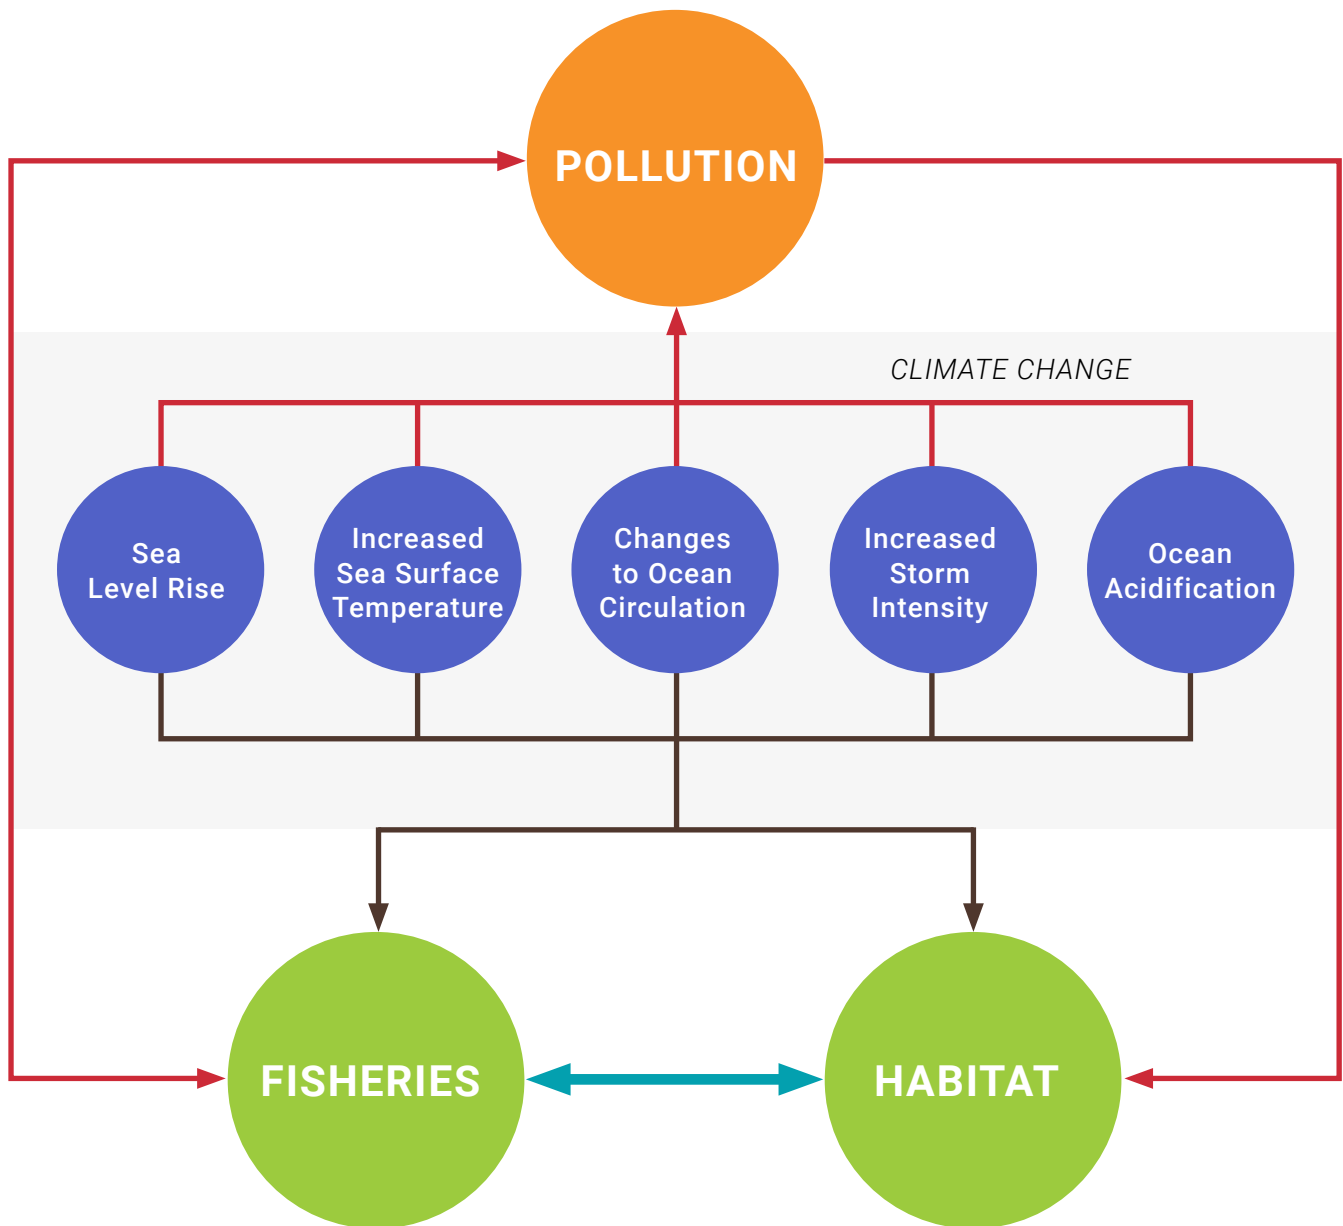 POLLUTION
CLIMATE CHANGE
Sea
Level Rise
Increased
Sea Surface
Temperature
Changes
to Ocean
Circulation
Increased
Storm
Intensity
Ocean
Acidification
FISHERIES
HABITAT